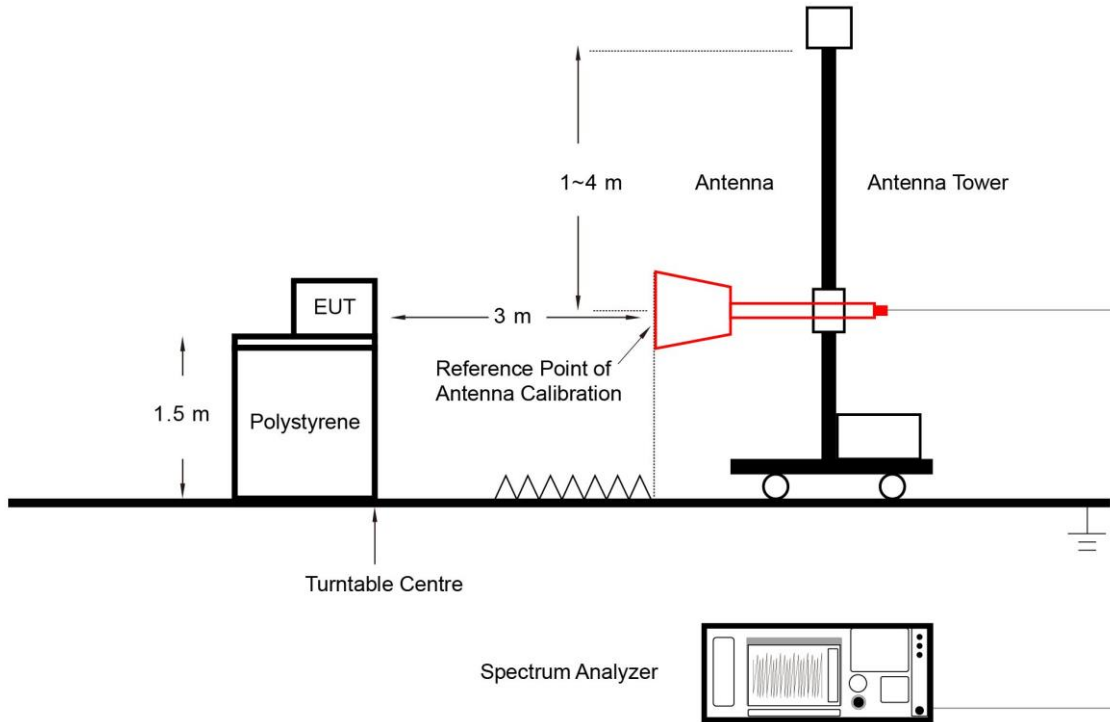 1~4 m
Antenna
Antenna Tower
EUT
3 m
Reference Point of
Antenna Calibration
1.5 m
Polystyrene
Turntable Centre
Spectrum Analyzer